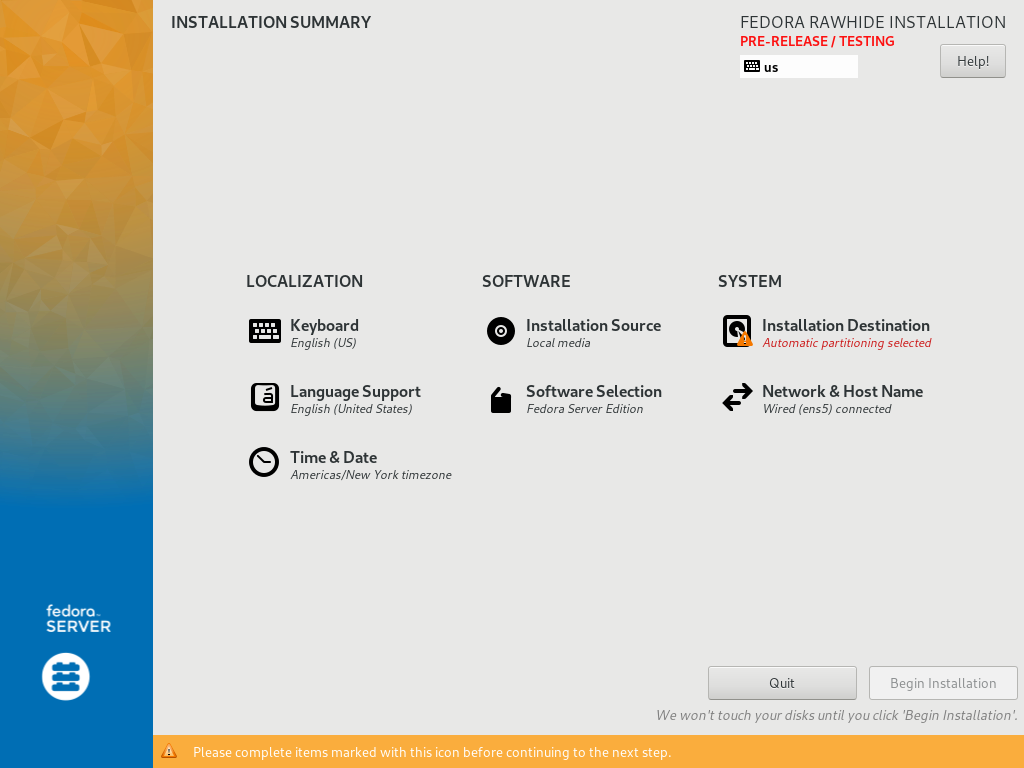 INSTALLATION SUMMARY
FEDORA RAWHIDE INSTALLATION
PRE-RELEASE / TESTING
us
Help!
LOCALIZATION
Keyboard
English (US)
Language Support
English (United States)
Time & Date
Americas/New York timezone
SOFTWARE
Installation Source
Local media
Software Selection
Fedora Server Edition
SYSTEM
Installation Destination
Automatic partitioning selected
Network & Host Name
Wired (ens5) connected
fedora™
SERVER
Quit
Begin Installation
We won't touch your disks until you click 'Begin Installation'.
Please complete items marked with this icon before continuing to the next step.